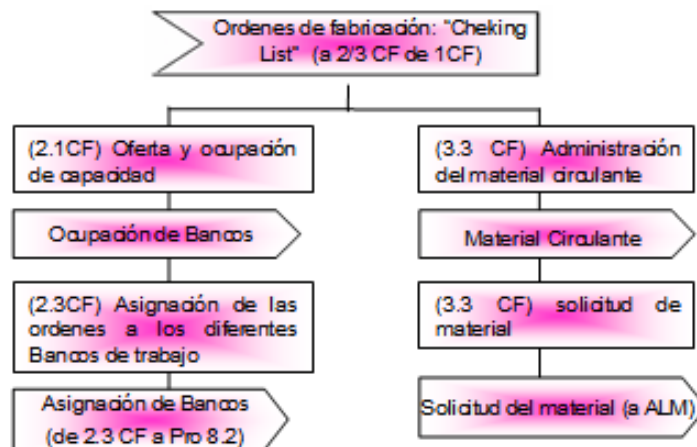 Ordenes de fabricación: "Cheking
List" (a 2/3 CF de 1CF)
(2.1CF) Oferta y ocupación
de capacidad
Ocupación de Bancos
(2.3CF) Asignación de las
ordenes a los diferentes
Bancos de trabajo
Asignación de Bancos
(de 2.3 CF a Pro 8.2)
(3.3 CF) Administración
del material circulante
Material Circulante
(3.3 CF) solicitud de
material
Solicitud del material (a ALM)